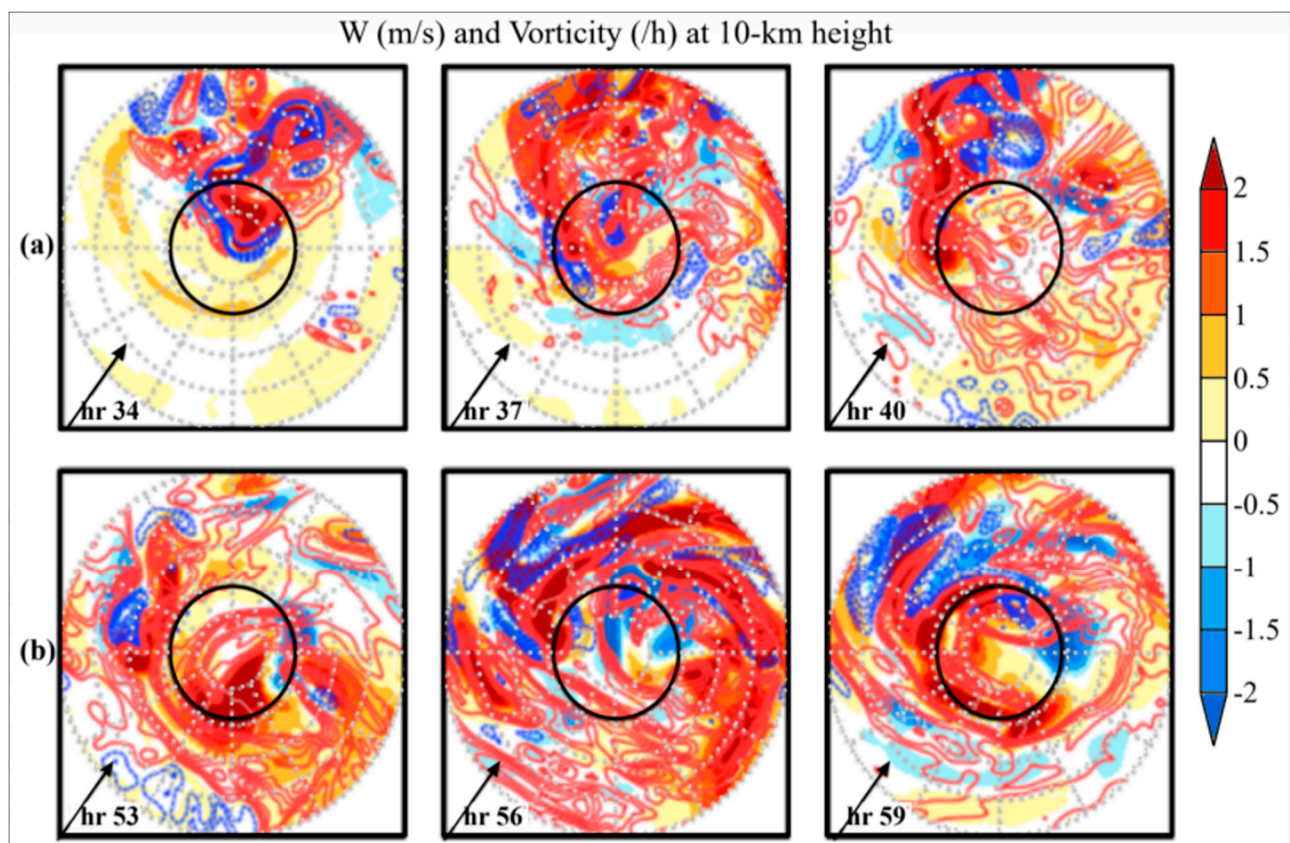 W (m/s) and Vorticity (/h) at 10-km height
(a)
hr 34
hr 37
hr 40
2
1.5
1
0.5
0
-0.5
-1
-1.5
-2
(b)
hr 53
hr 56
hr 59